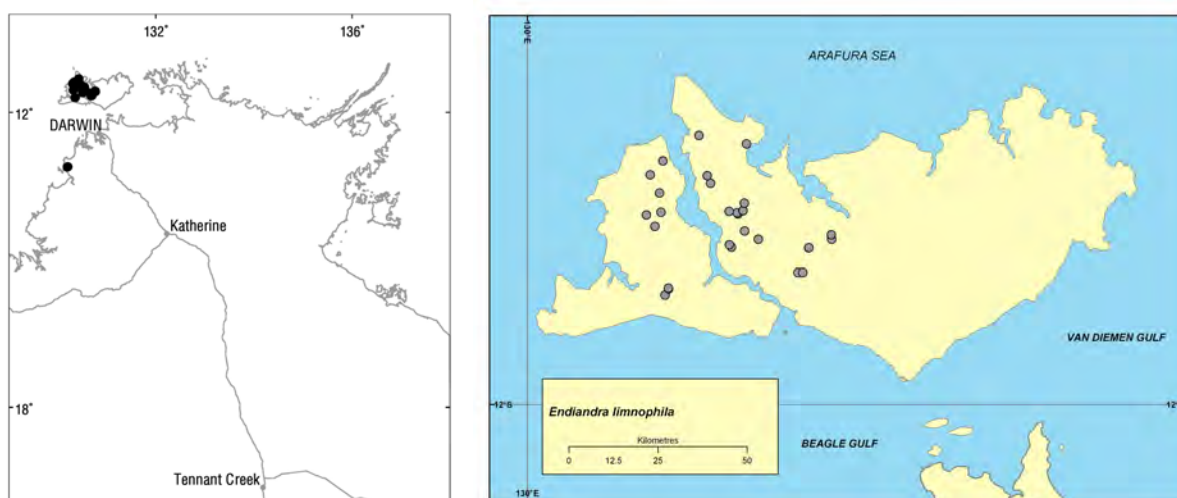 132 136
12
DARWIN
Katherine
18
Tennant Creek
130°E
ARAFURA SEA
VAN DIEMEN GULF
Endiandra limnophila
Kilometres
0 12.5 25 50
12°S
BEAGLE GULF
130°E